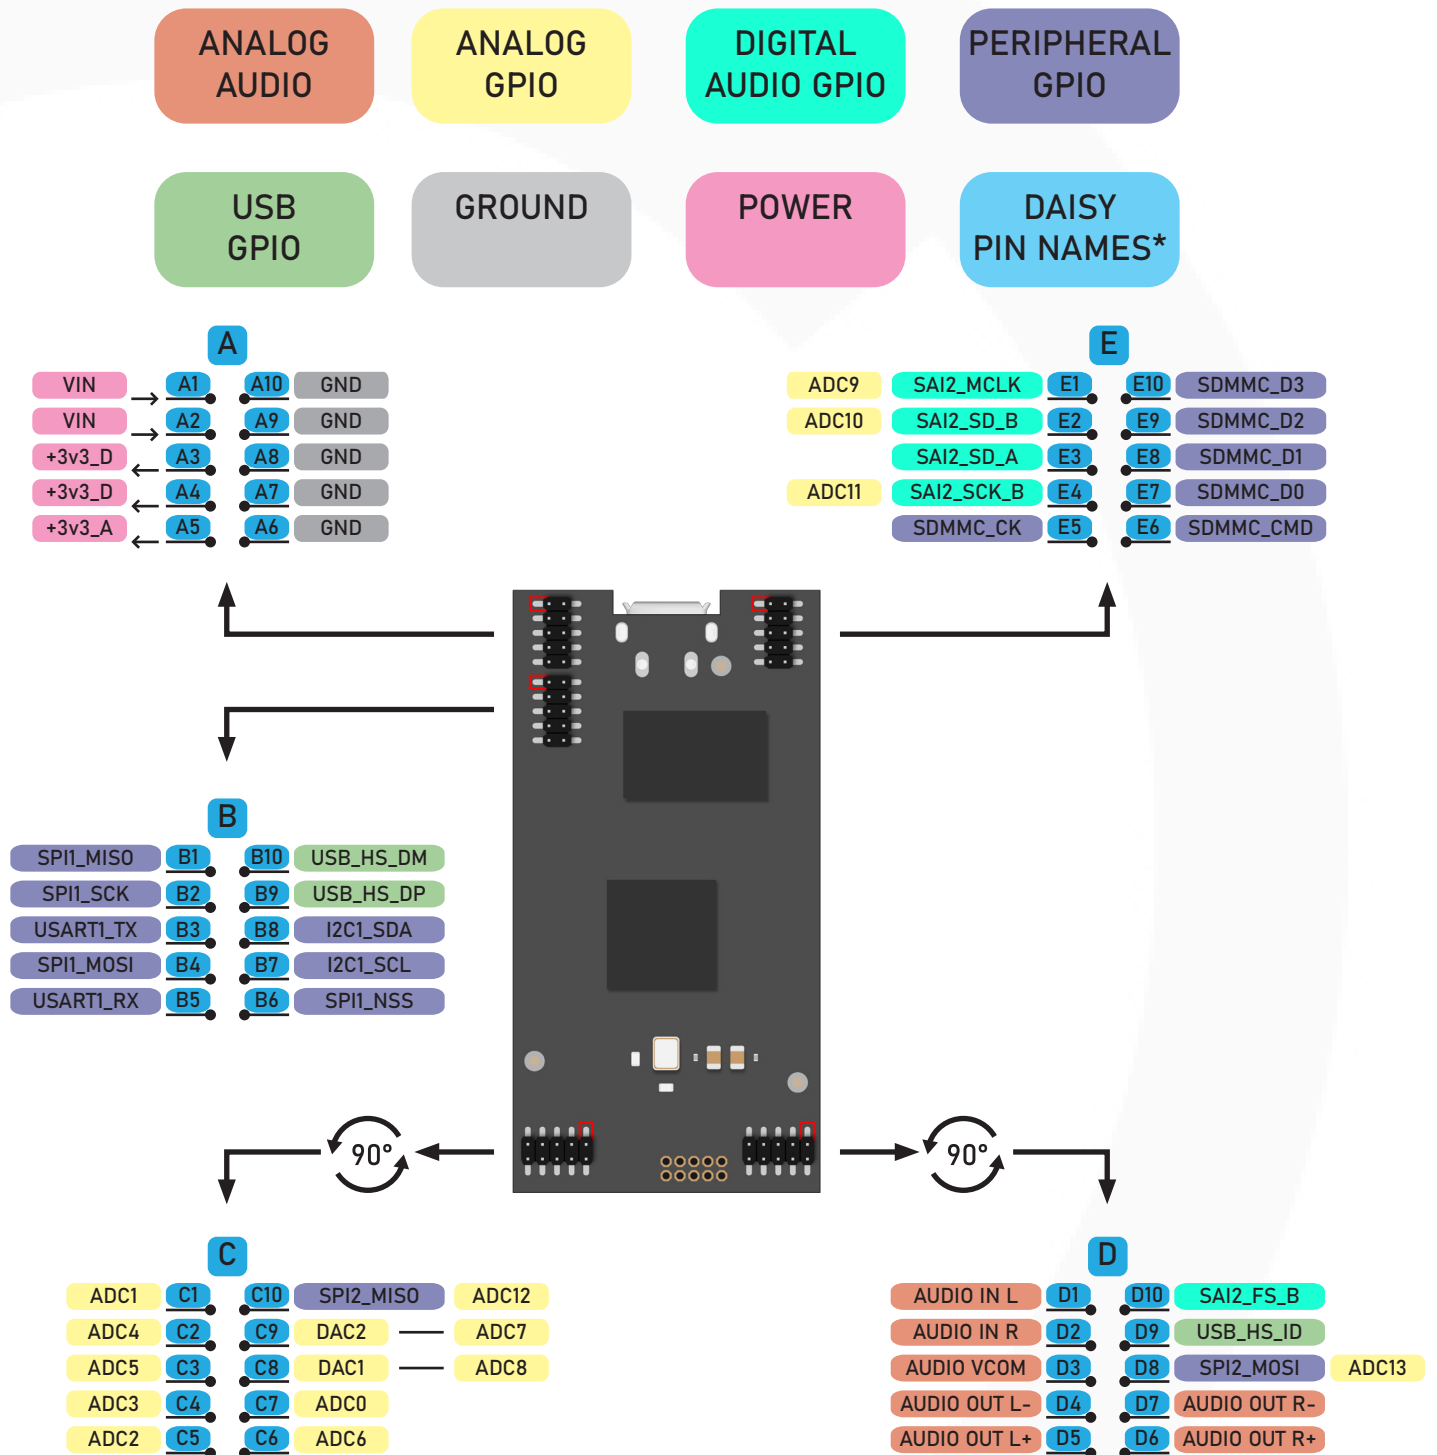 ANALOG
AUDIO
ANALOG
GPIO
DIGITAL
AUDIO GPIO
PERIPHERAL
GPIO
USB
GPIO
GROUND
POWER
DAISY
PIN NAMES*
A
VIN A1 A10 GND
VIN A2 A9 GND
+3v3_D A3 A8 GND
+3v3_D A4 A7 GND
+3v3_A A5 A6 GND
E
ADC9 SAI2_MCLK E1 E10 SDMMC_D3
ADC10 SAI2_SD_B E2 E9 SDMMC_D2
SAI2_SD_A E3 E8 SDMMC_D1
ADC11 SAI2_SCK_B E4 E7 SDMMC_D0
SDMMC_CK E5 E6 SDMMC_CMD
B
SPI1_MISO B1 B10 USB_HS_DM
SPI1_SCK B2 B9 USB_HS_DP
USART1_TX B3 B8 I2C1_SDA
SPI1_MOSI B4 B7 I2C1_SCL
USART1_RX B5 B6 SPI1_NSS
90°
90°
C
ADC1 C1 C10 SPI2_MISO ADC12
ADC4 C2 C9 DAC2 ADC7
ADC5 C3 C8 DAC1 ADC8
ADC3 C4 C7 ADC0
ADC2 C5 C6 ADC6
D
AUDIO IN L D1 D10 SAI2_FS_B
AUDIO IN R D2 D9 USB_HS_ID
AUDIO VCOM D3 D8 SPI2_MOSI ADC13
AUDIO OUT L- D4 D7 AUDIO OUT R-
AUDIO OUT L+ D5 D6 AUDIO OUT R+